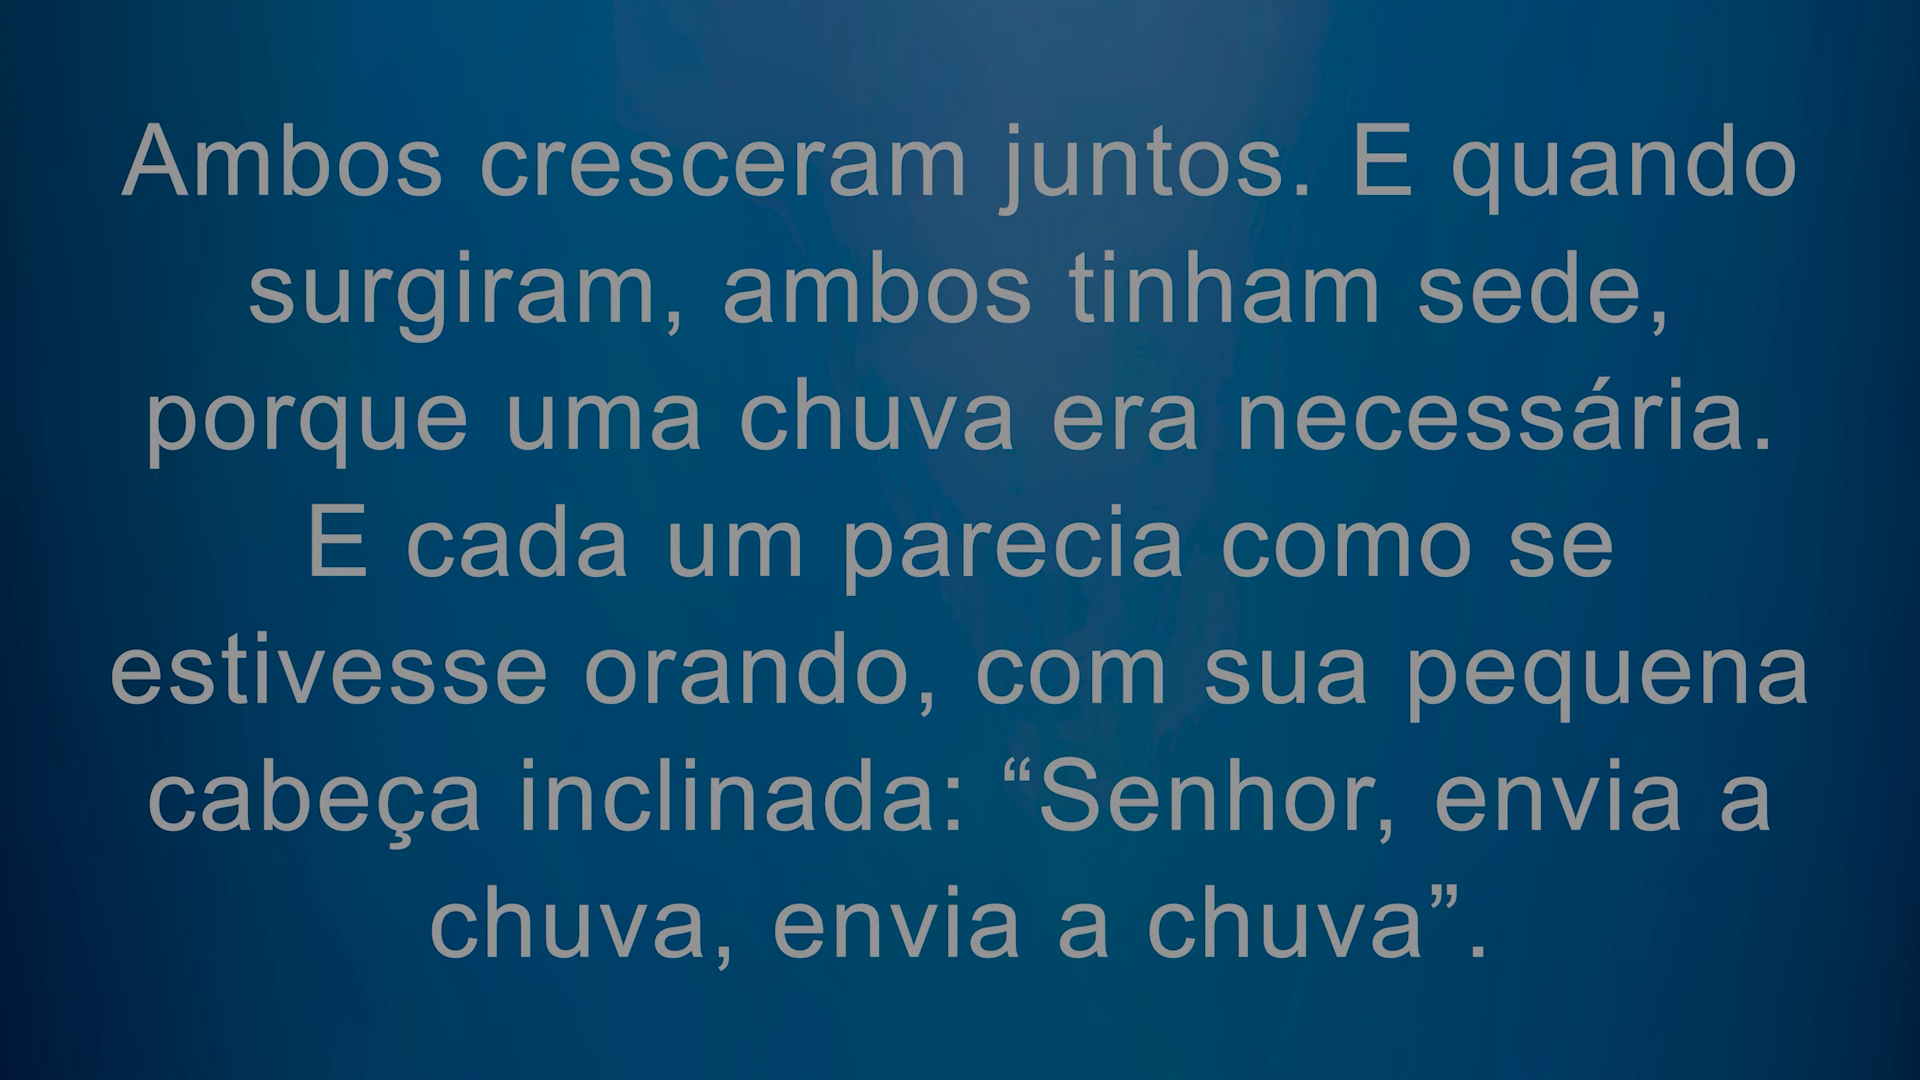 Ambos cresceram juntos. E quando
surgiram, ambos tinham sede,
porque uma chuva era necessária.
E cada um parecia como se
estivesse orando, com sua pequena
cabeça inclinada: “Senhor, envia a
chuva, envia a chuva”.